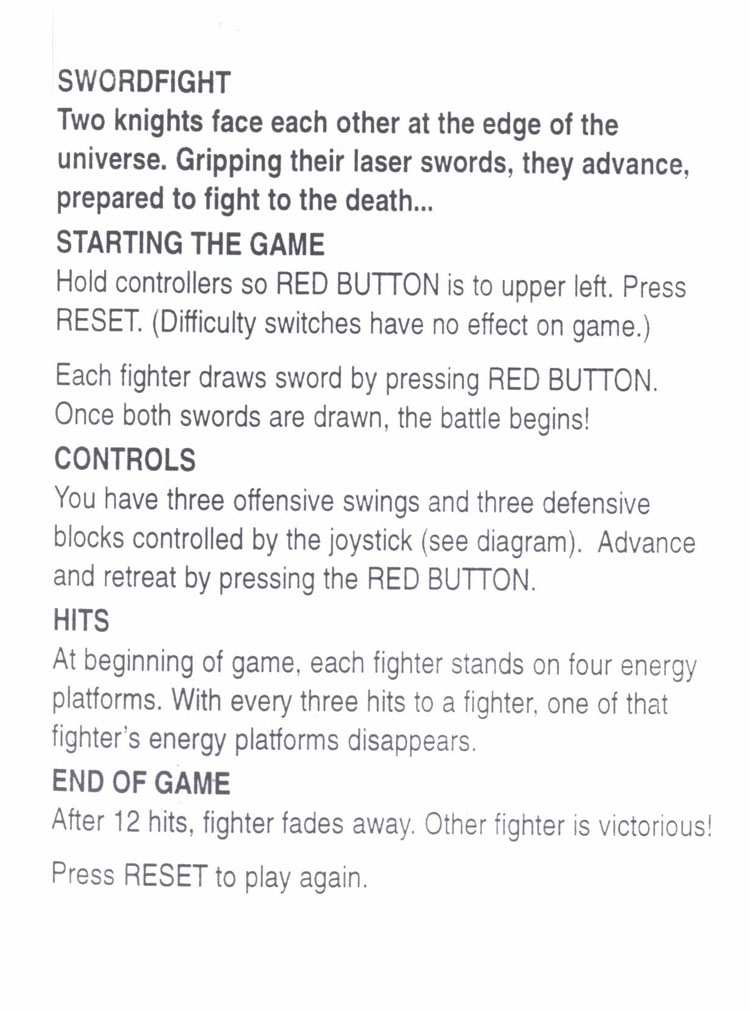 SWORDFIGHT
Two knights face each other at the edge of the
universe. Gripping their laser swords, they advance,
prepared to fight to the death...
STARTING THE GAME
Hold controllers so RED BUTTON is to upper left. Press
RESET. (Difficulty switches have no effect on game.)
Each fighter draws sword by pressing RED BUTTON.
Once both swords are drawn, the battle begins!
CONTROLS
You have three offensive swings and three defensive
blocks controlled by the joystick (see diagram). Advance
and retreat by pressing the RED BUTTON.
HITS
At beginning of game, each fighter stands on four energy
platforms. With every three hits to a fighter, one of that
fighter's energy platforms disappears.
END OF GAME
After 12 hits, fighter fades away. Other fighter is victorious!
Press RESET to play again.